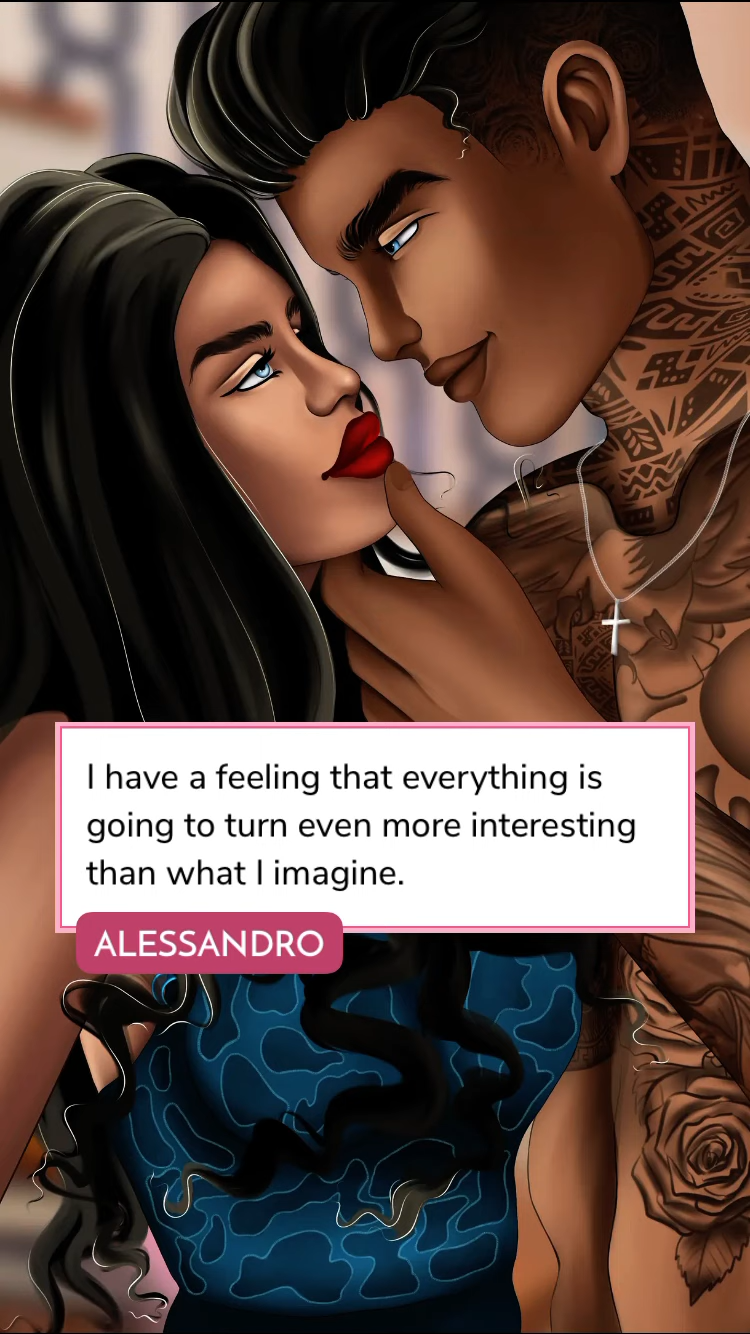 I have a feeling that everything is
going to turn even more interesting
than what I imagine.
ALESSANDRO